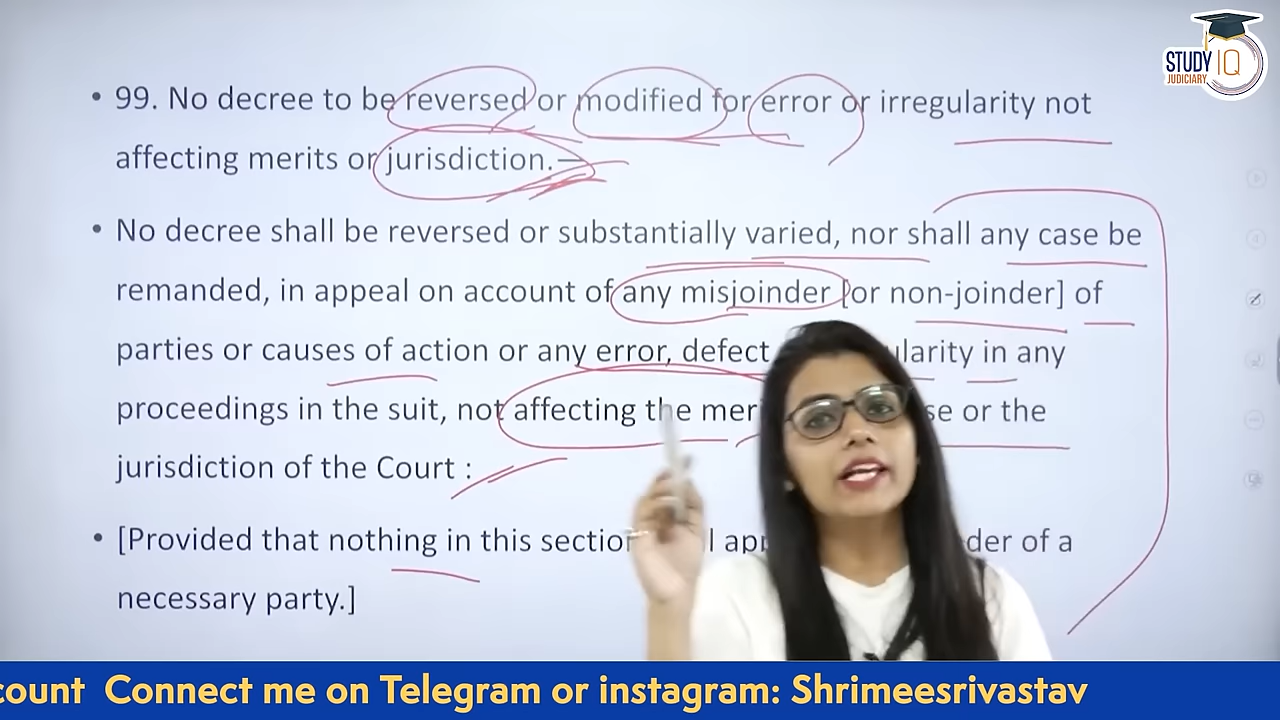 STUDY IQ
JUDICIARY
• 99. No decree to be reversed or modified for error or irregularity not
affecting merits or jurisdiction.—
• No decree shall be reversed or substantially varied, nor shall any case be
remanded, in appeal on account of any misjoinder [or non-joinder] of
parties or causes of action or any error, defect larity in any
proceedings in the suit, not affecting the meri se or the
jurisdiction of the Court :
• [Provided that nothing in this section l app der of a
necessary party.]
count Connect me on Telegram or instagram: Shrimeesrivastav